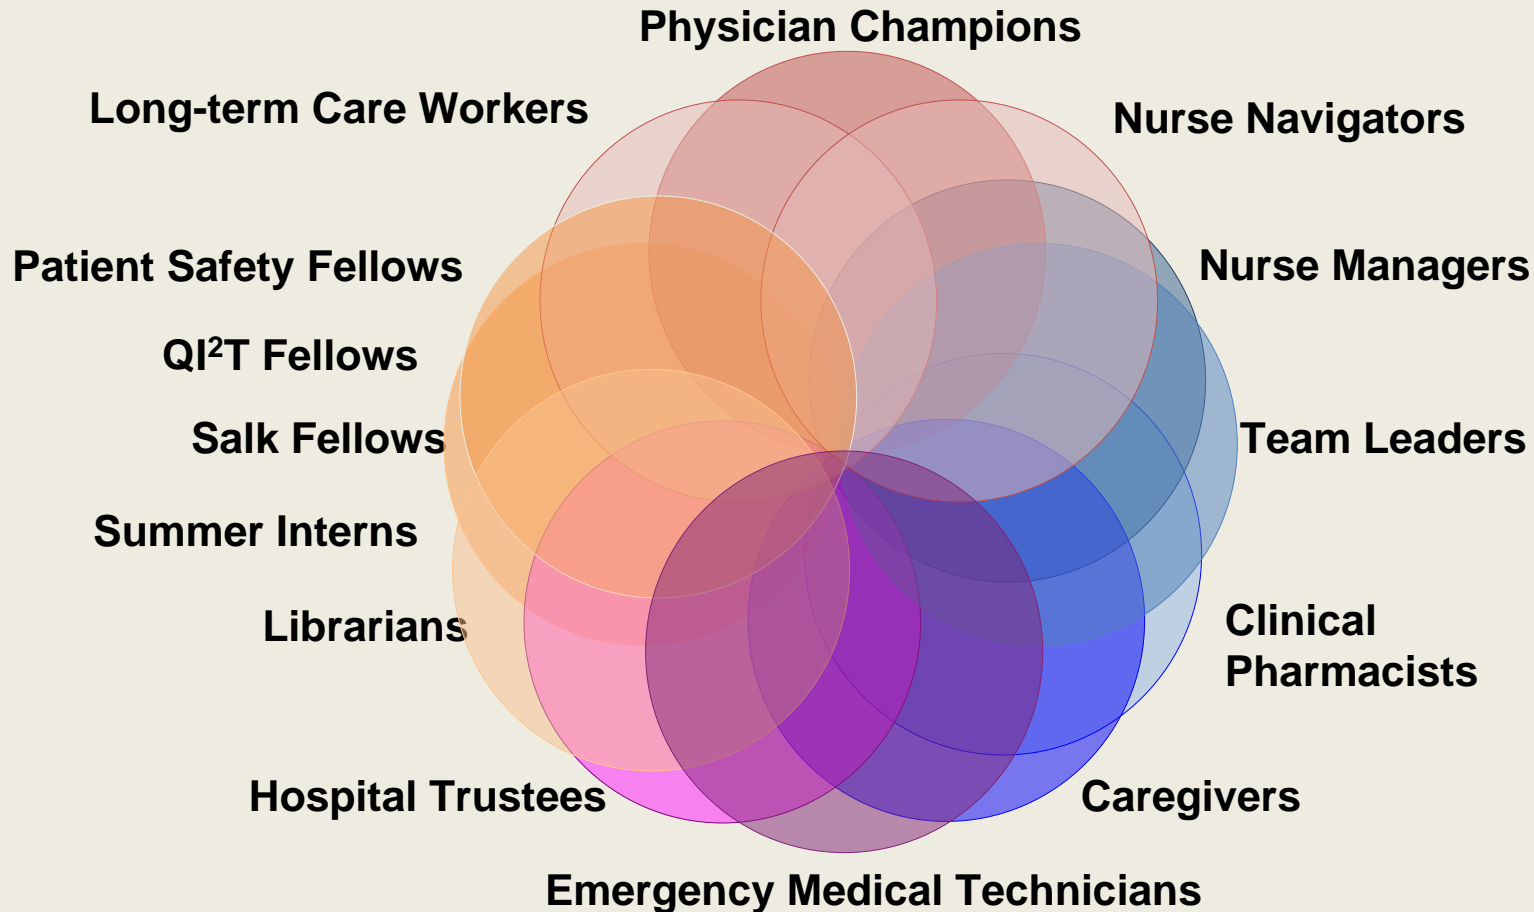 Physician Champions
Long-term Care Workers
Nurse Navigators
Patient Safety Fellows
Nurse Managers
QI²T Fellows
Salk Fellows
Team Leaders
Summer Interns
Librarians
Clinical
Pharmacists
Hospital Trustees
Caregivers
Emergency Medical Technicians